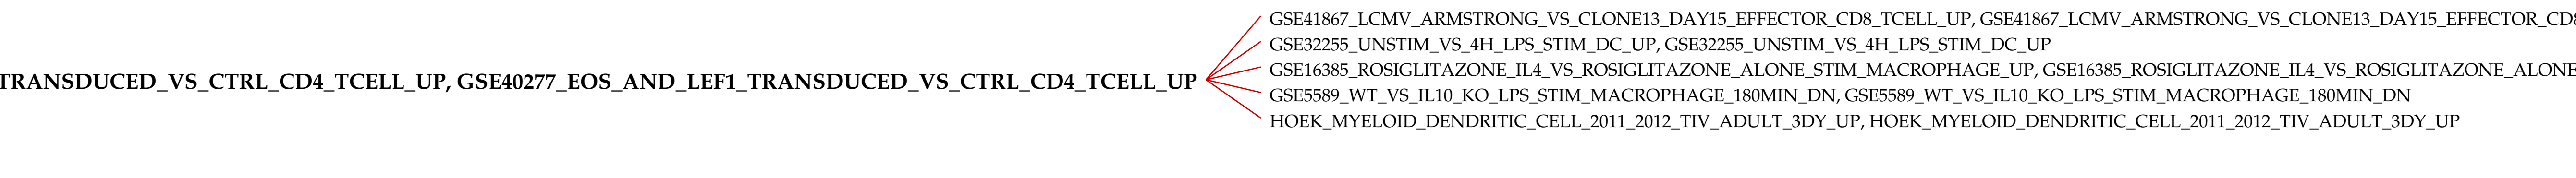 GSE41867_LCMV_ARMSTRONG_VS_CLONE13_DAY15_EFFECTOR_CD8_TCELL_UP, GSE41867_LCMV_ARMSTRONG_VS_CLONE13_DAY15_EFFECTOR_CD8
GSE32255_UNSTIM_VS_4H_LPS_STIM_DC_UP, GSE32255_UNSTIM_VS_4H_LPS_STIM_DC_UP
GSE16385_ROSIGLITAZONE_IL4_VS_ROSIGLITAZONE_ALONE_STIM_MACROPHAGE_UP, GSE16385_ROSIGLITAZONE_IL4_VS_ROSIGLITAZONE_ALONE
TRANSDUCED_VS_CTRL_CD4_TCELL_UP, GSE40277_EOS_AND_LEF1_TRANSDUCED_VS_CTRL_CD4_TCELL_UP
GSE5589_WT_VS_IL10_KO_LPS_STIM_MACROPHAGE_180MIN_DN, GSE5589_WT_VS_IL10_KO_LPS_STIM_MACROPHAGE_180MIN_DN
HOEK_MYELOID_DENDRITIC_CELL_2011_2012_TIV_ADULT_3DY_UP, HOEK_MYELOID_DENDRITIC_CELL_2011_2012_TIV_ADULT_3DY_UP